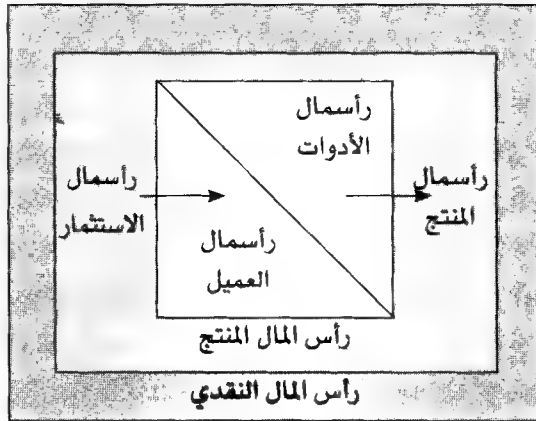 رأسمال
الأدوات
رأسمال
المنتج
رأسمال
الاستثمار
رأسمال
العميل
رأس المال المنتج
رأس المال النقدي